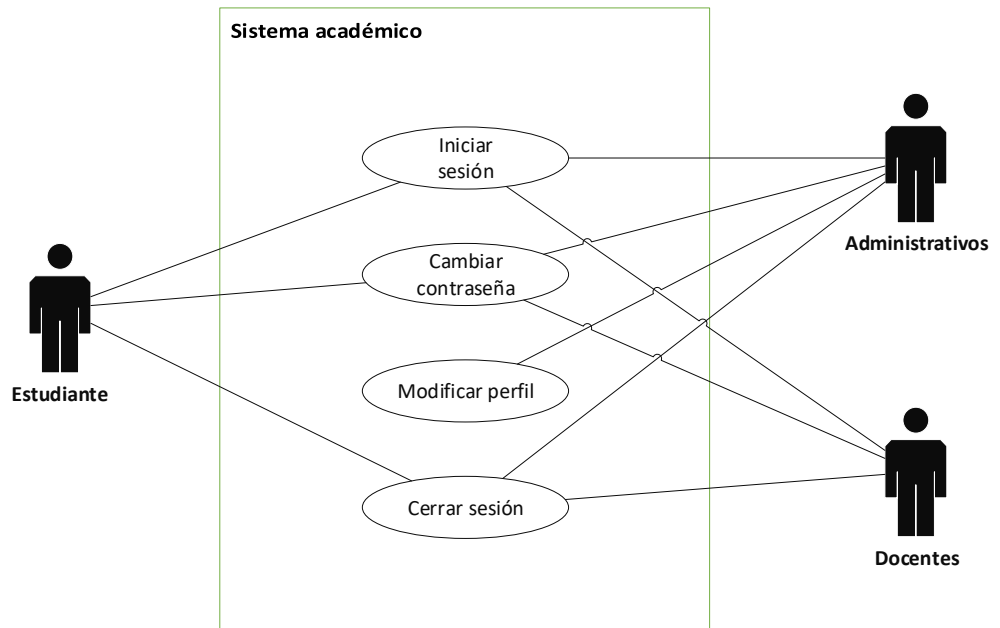 Sistema académico
Iniciar
sesión
Administrativos
Cambiar
contraseña
Estudiante
Modificar perfil
Cerrar sesión
Docentes